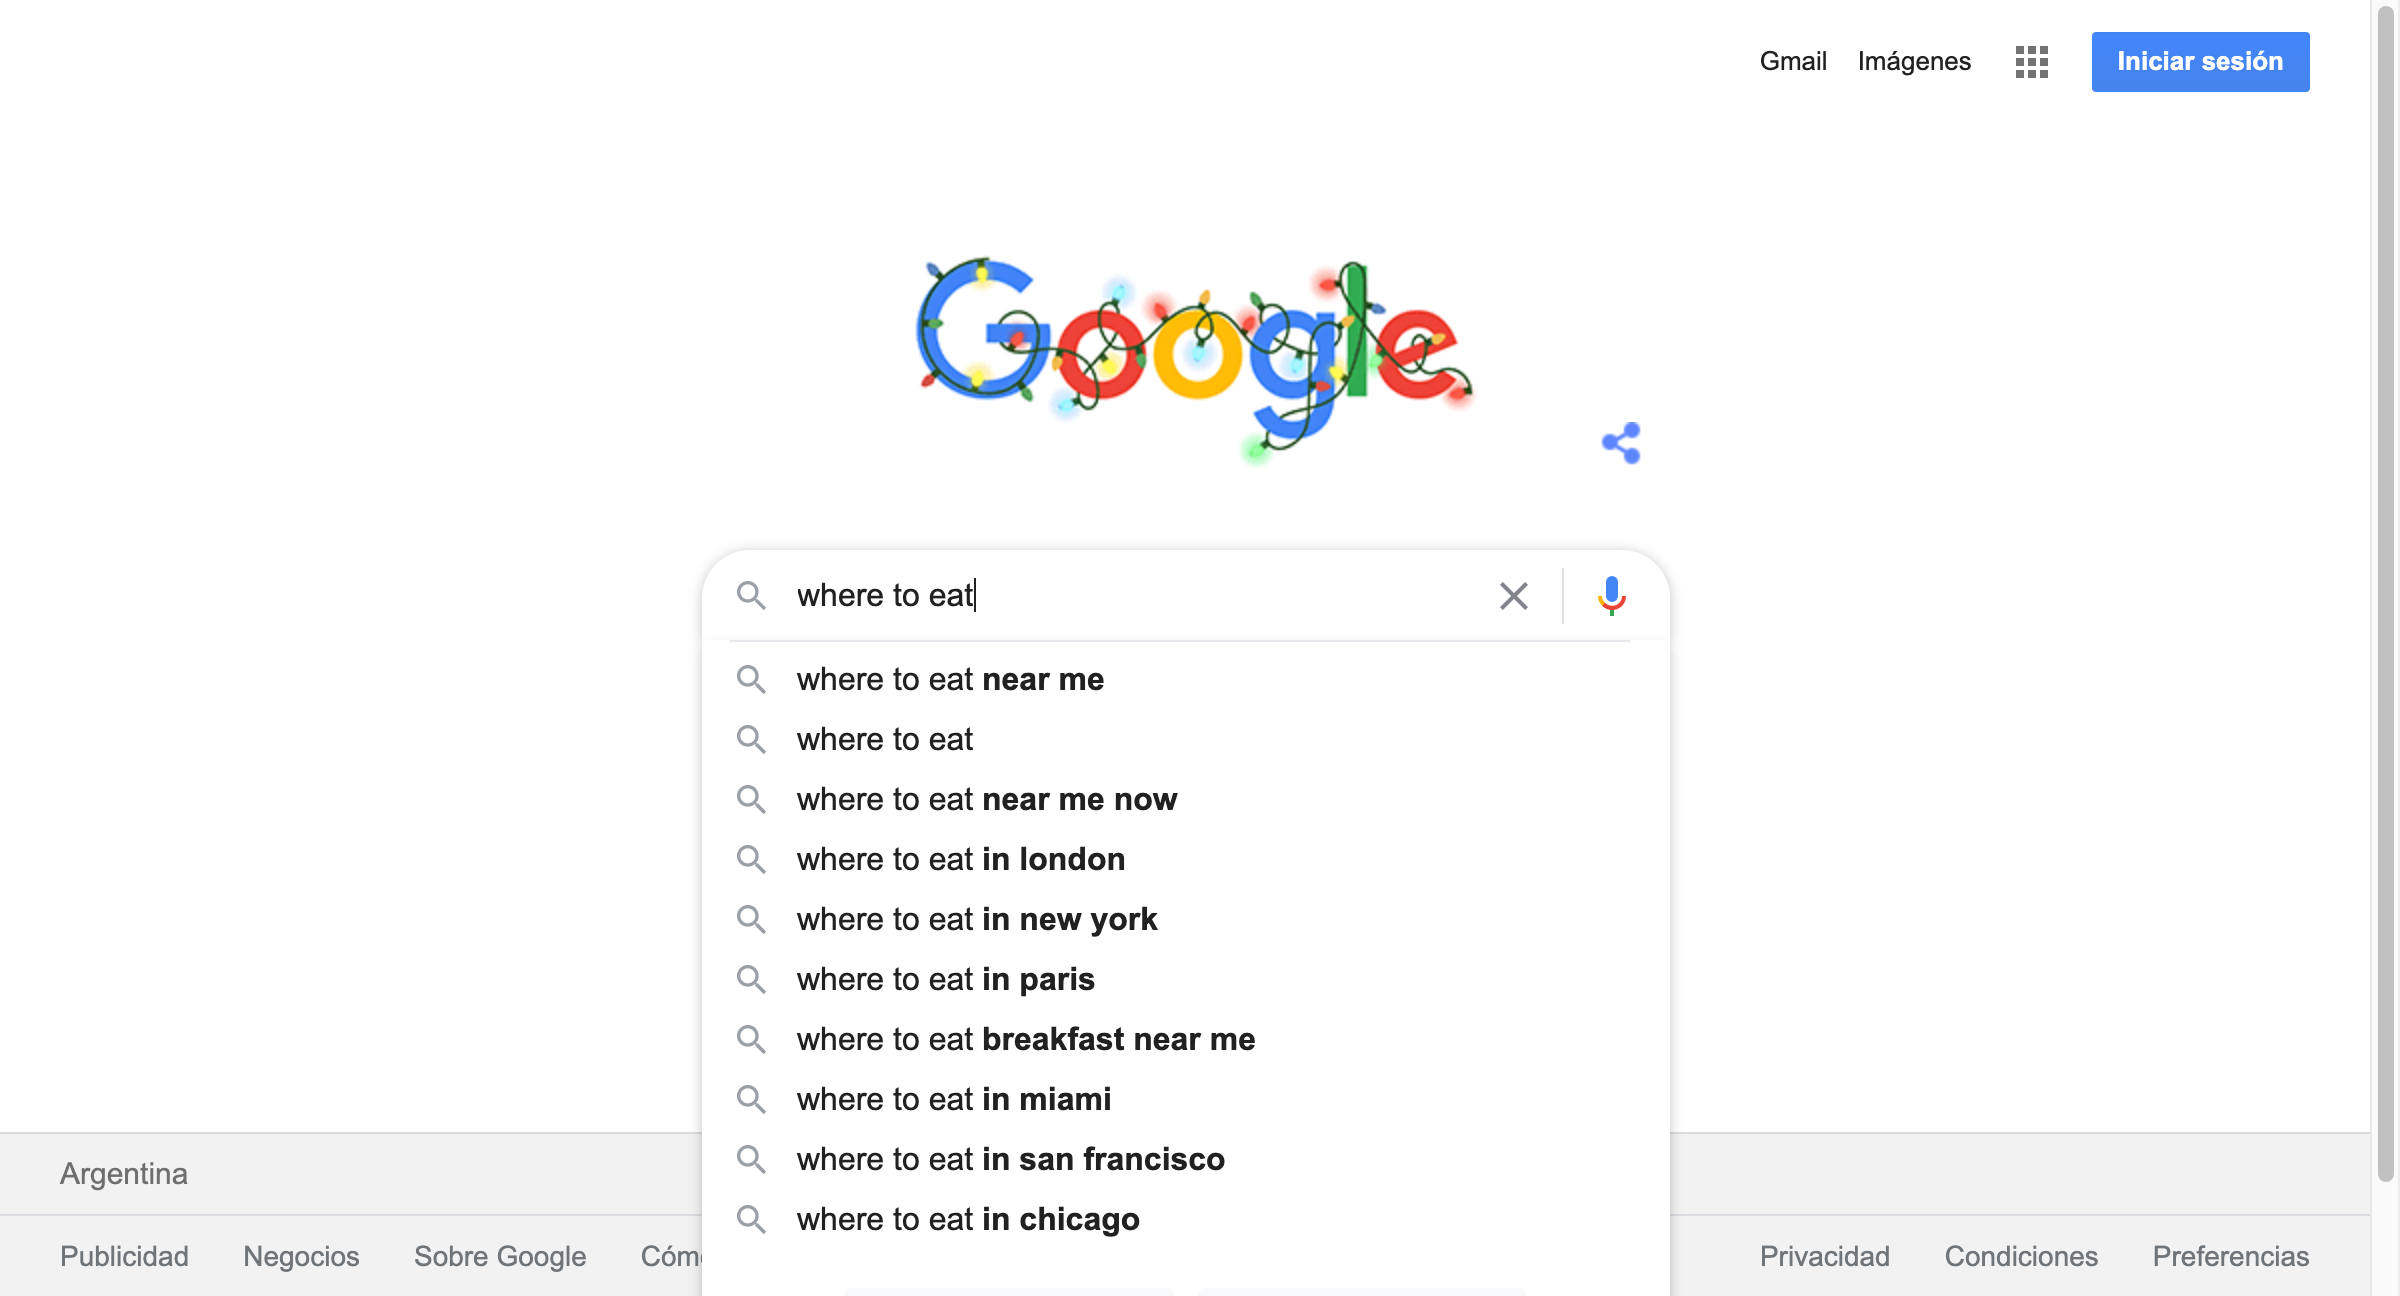 Gmail Imágenes Iniciar sesión
Google
where to eat
where to eat near me
where to eat
where to eat near me now
where to eat in london
where to eat in new york
where to eat in paris
where to eat breakfast near me
where to eat in miami
where to eat in san francisco
where to eat in chicago
Argentina
Publicidad Negocios Sobre Google Cóm Privacidad Condiciones Preferencias